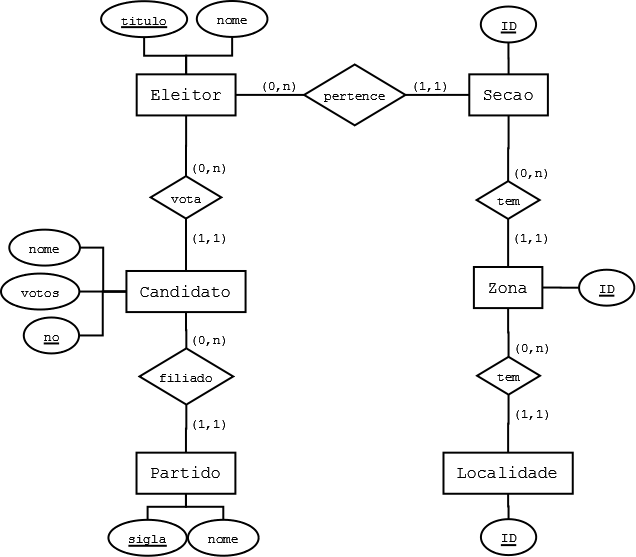 titulo
nome
ID
Eleitor
(0,n)
pertence
(1,1)
Secao
(0,n)
vota
(1,1)
(0,n)
tem
(1,1)
nome
votos
no
Candidato
Zona
ID
(0,n)
filiado
(1,1)
(0,n)
tem
(1,1)
Partido
Localidade
sigla
nome
ID